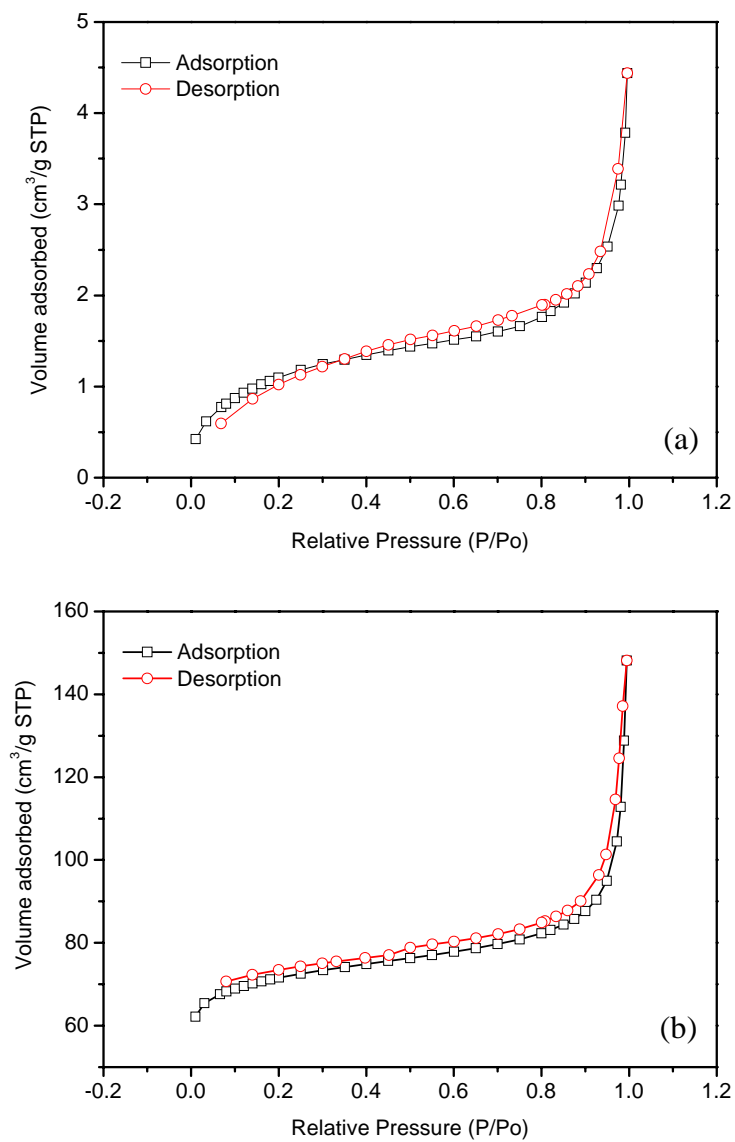 5
4
3
2
1
0
Volume adsorbed (cm³/g STP)
Adsorption
Desorption
(a)
-0.2 0.0 0.2 0.4 0.6 0.8 1.0 1.2
Relative Pressure (P/Po)
160
140
120
100
80
60
Volume adsorbed (cm³/g STP)
Adsorption
Desorption
(b)
-0.2 0.0 0.2 0.4 0.6 0.8 1.0 1.2
Relative Pressure (P/Po)